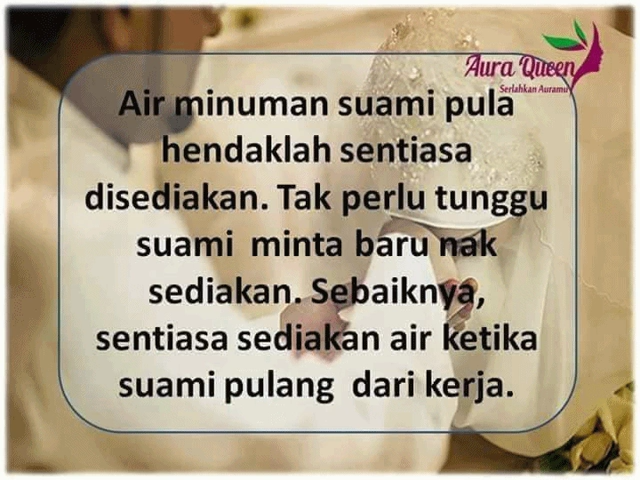 Aura Queen
Serlahkan Auramu
Air minuman suami pula
hendaklah sentiasa
disediakan. Tak perlu tunggu
suami minta baru nak
sediakan. Sebaiknya,
sentiasa sediakan air ketika
suami pulang dari kerja.